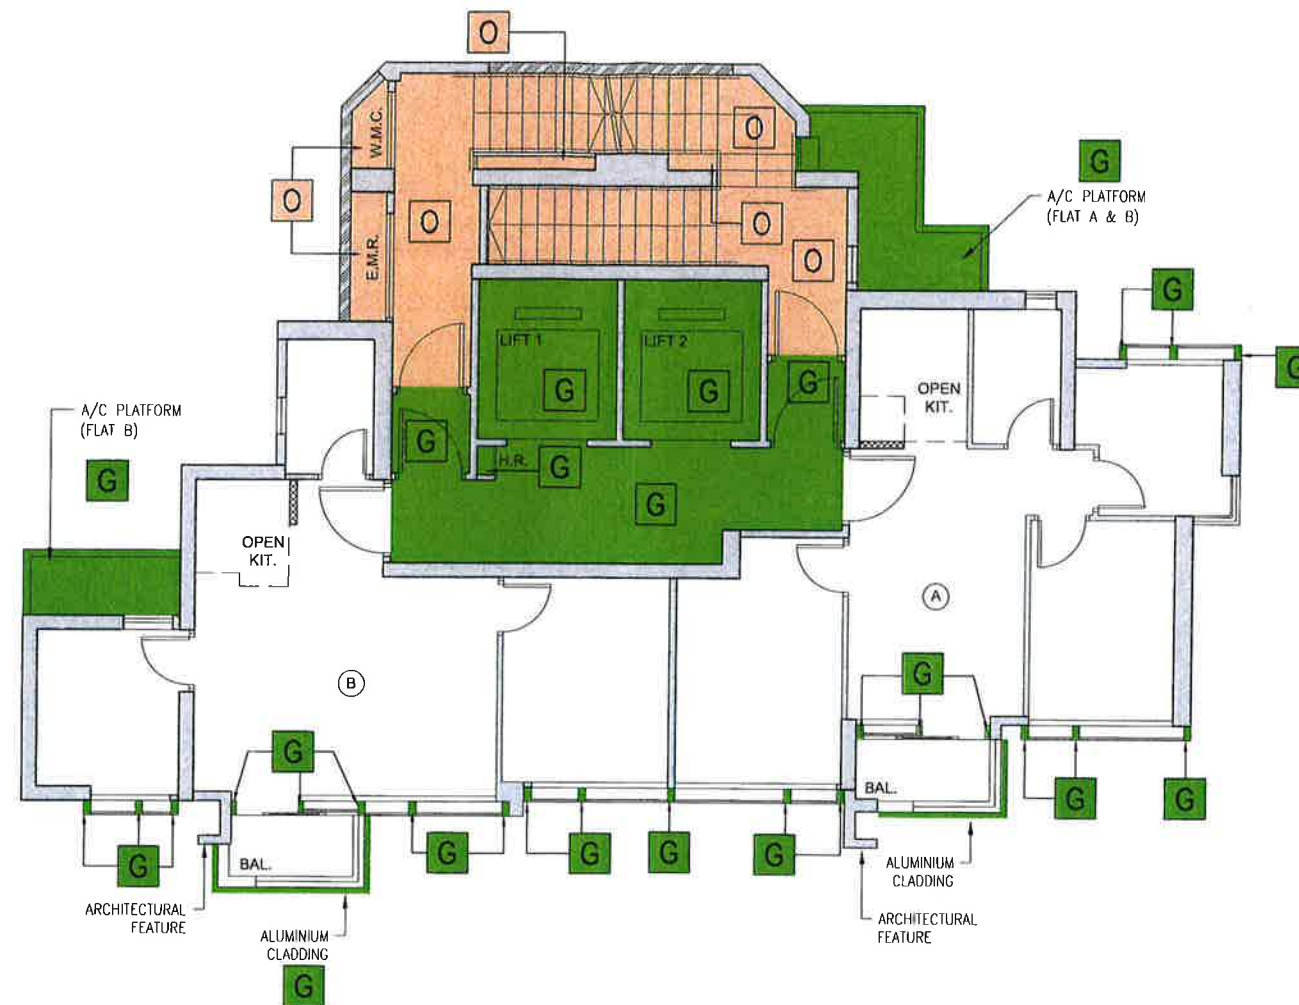 O
O
W.M.C.
G
A/C PLATFORM
(FLAT A & B)
O
O
O
O
E.M.R.
G
LIFT 1
LIFT 2
G
G
G
G
OPEN
KIT.
A/C PLATFORM
(FLAT B)
G
G
H.R.
G
G
OPEN
KIT.
A
B
G
G
BAL.
G
G
G
G
G
G
G
G
BAL.
ALUMINIUM
CLADDING
ARCHITECTURAL
FEATURE
ARCHITECTURAL
FEATURE
ALUMINIUM
CLADDING
G